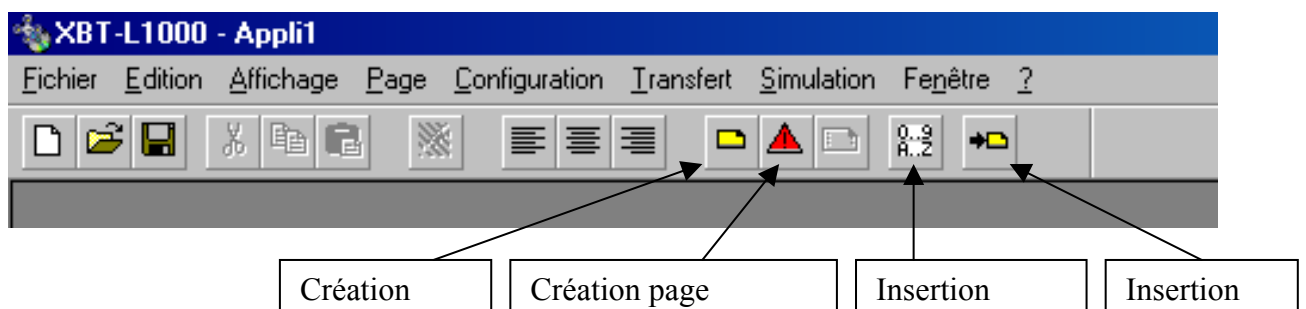 XBT-L1000 - Appli1
Fichier Edition Affichage Page Configuration Transfert Simulation Fenêtre ?
0..9
A..Z
Création Création page Insertion Insertion